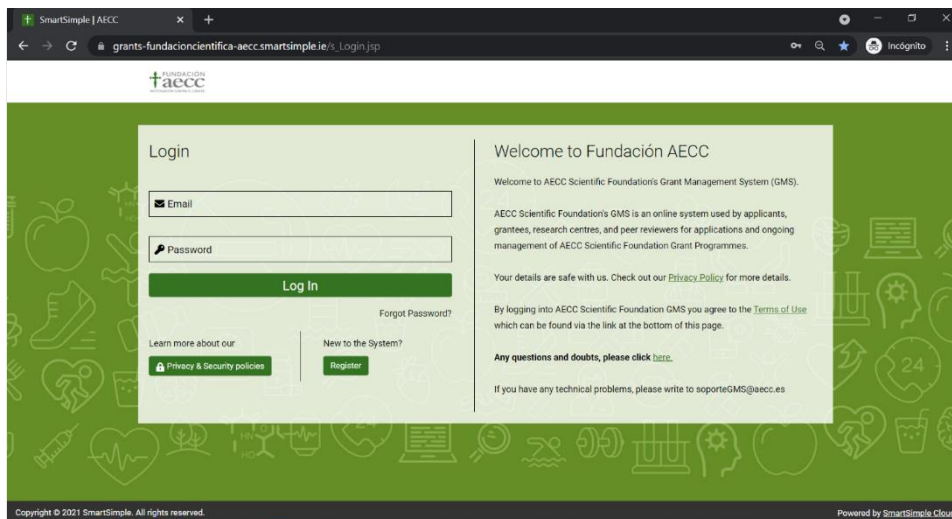 SmartSimple | AECC
grants-fundacioncientifica-aecc.smartsimple.ie/s_Login.jsp
Incógnito
FUNDACIÓN
aecc
Login
Email
Password
Log In
Forgot Password?
Learn more about our
Privacy & Security policies
New to the System?
Register
Welcome to Fundación AECC
Welcome to AECC Scientific Foundation's Grant Management System (GMS).
AECC Scientific Foundation's GMS is an online system used by applicants,
grantees, research centres, and peer reviewers for applications and ongoing
management of AECC Scientific Foundation Grant Programmes.
Your details are safe with us. Check out our Privacy Policy for more details.
By logging into AECC Scientific Foundation GMS you agree to the Terms of Use
which can be found via the link at the bottom of this page.
Any questions and doubts, please click here.
If you have any technical problems, please write to soporteGMS@aecc.es
24
Copyright © 2021 SmartSimple. All rights reserved.
Powered by SmartSimple Cloud